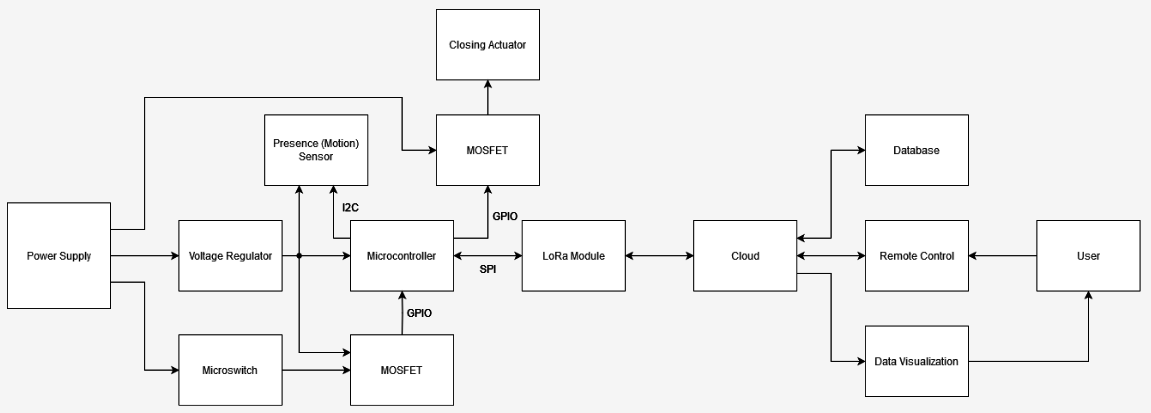 Closing Actuator
Presence (Motion)
Sensor
MOSFET
Database
I2C
GPIO
Power Supply
Voltage Regulator
Microcontroller
SPI
LoRa Module
Cloud
Remote Control
User
GPIO
Microswitch
MOSFET
Data Visualization